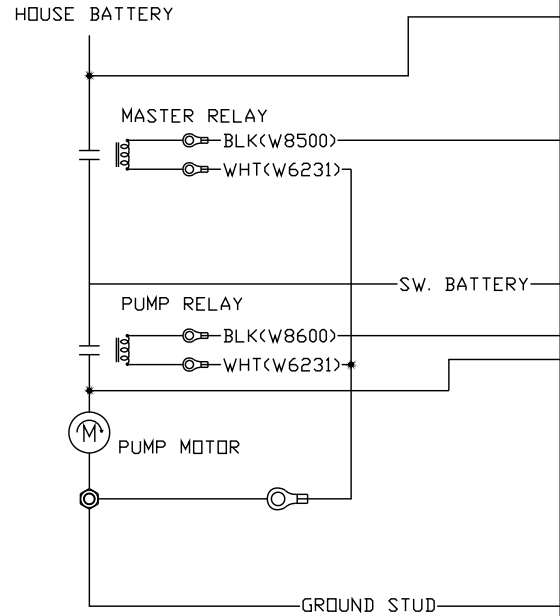 HOUSE BATTERY
MASTER RELAY
BLK(W8500)
WHT(W6231)
SW. BATTERY
PUMP RELAY
BLK(W8600)
WHT(W6231)
M
PUMP MOTOR
GROUND STUD